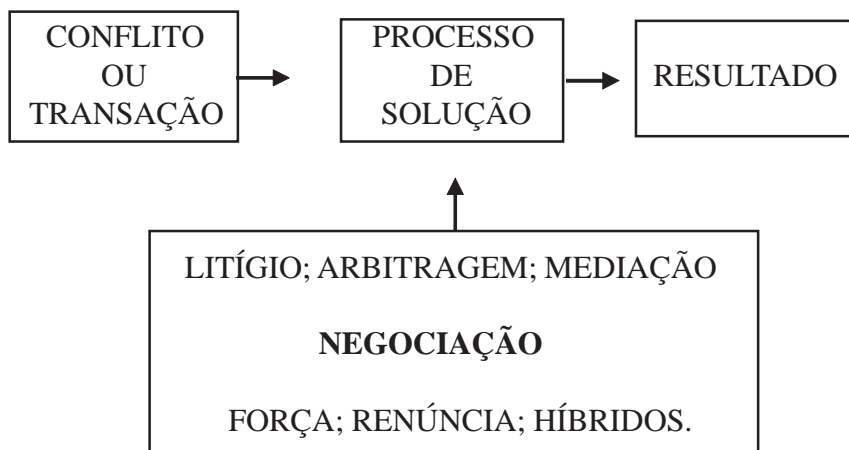 CONFLITO
OU
TRANSAÇÃO
PROCESSO
DE
SOLUÇÃO
RESULTADO
LITÍGIO; ARBITRAGEM; MEDIAÇÃO
NEGOCIAÇÃO
FORÇA; RENÚNCIA; HÍBRIDOS.